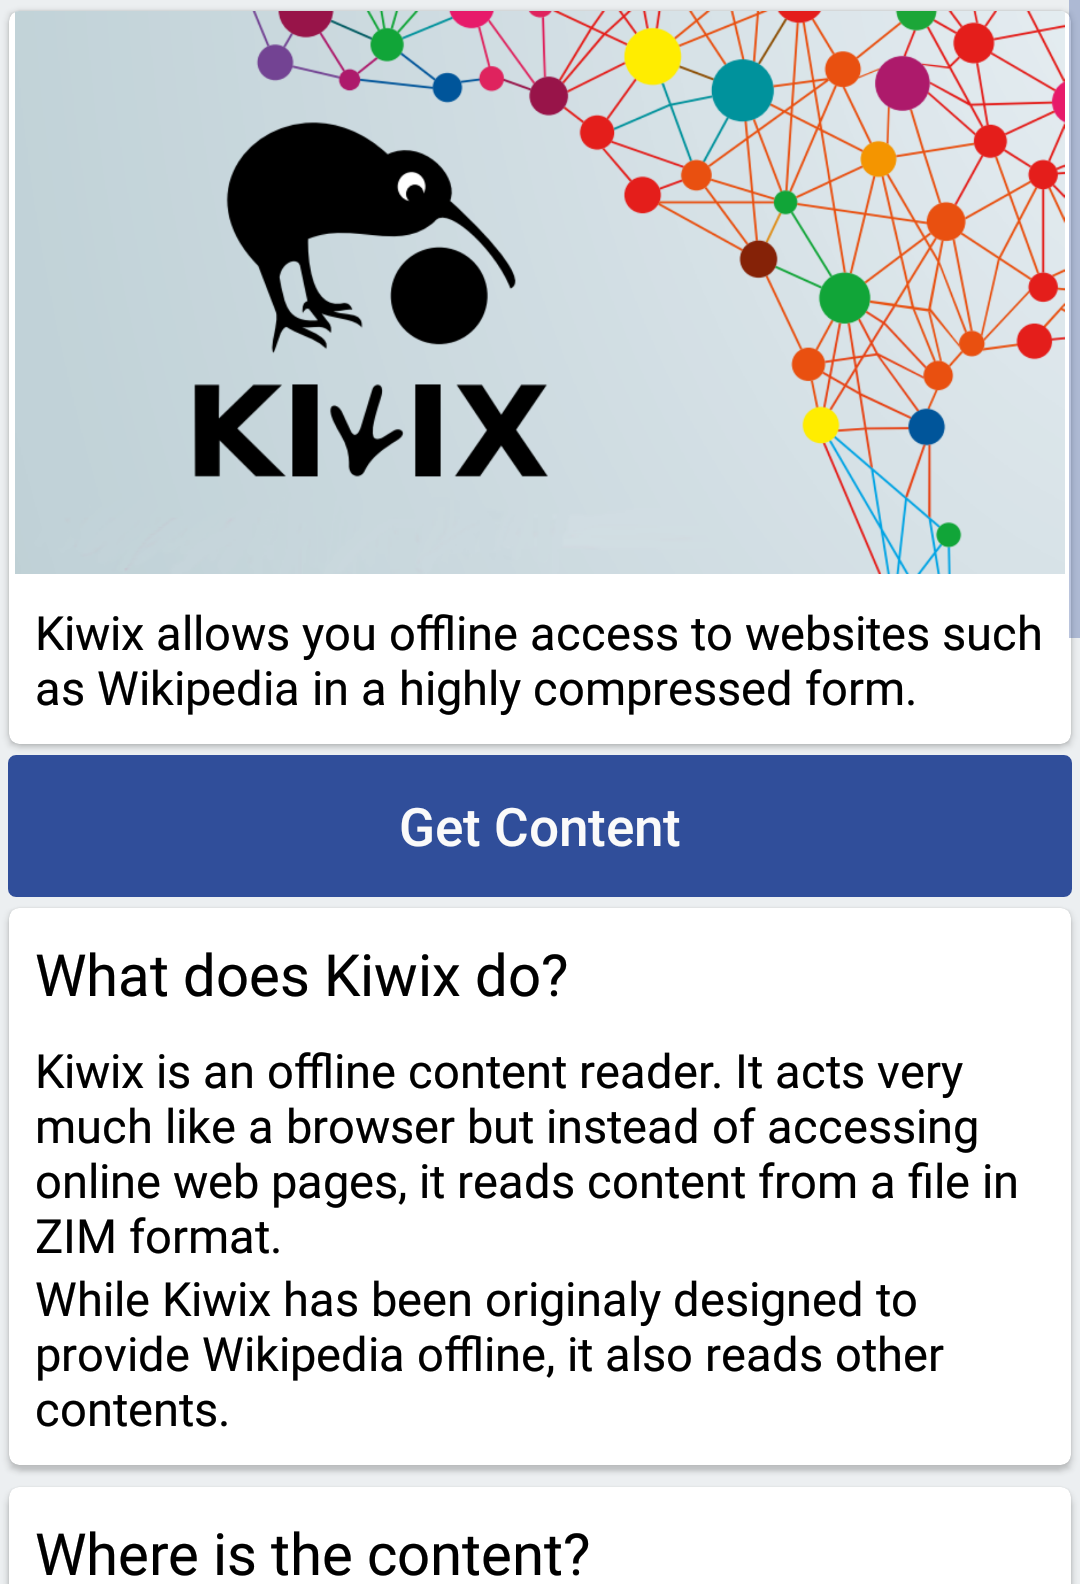 KIWIX
Kiwix allows you offline access to websites such
as Wikipedia in a highly compressed form.
Get Content
What does Kiwix do?
Kiwix is an offline content reader. It acts very
much like a browser but instead of accessing
online web pages, it reads content from a file in
ZIM format.
While Kiwix has been originaly designed to
provide Wikipedia offline, it also reads other
contents.
Where is the content?